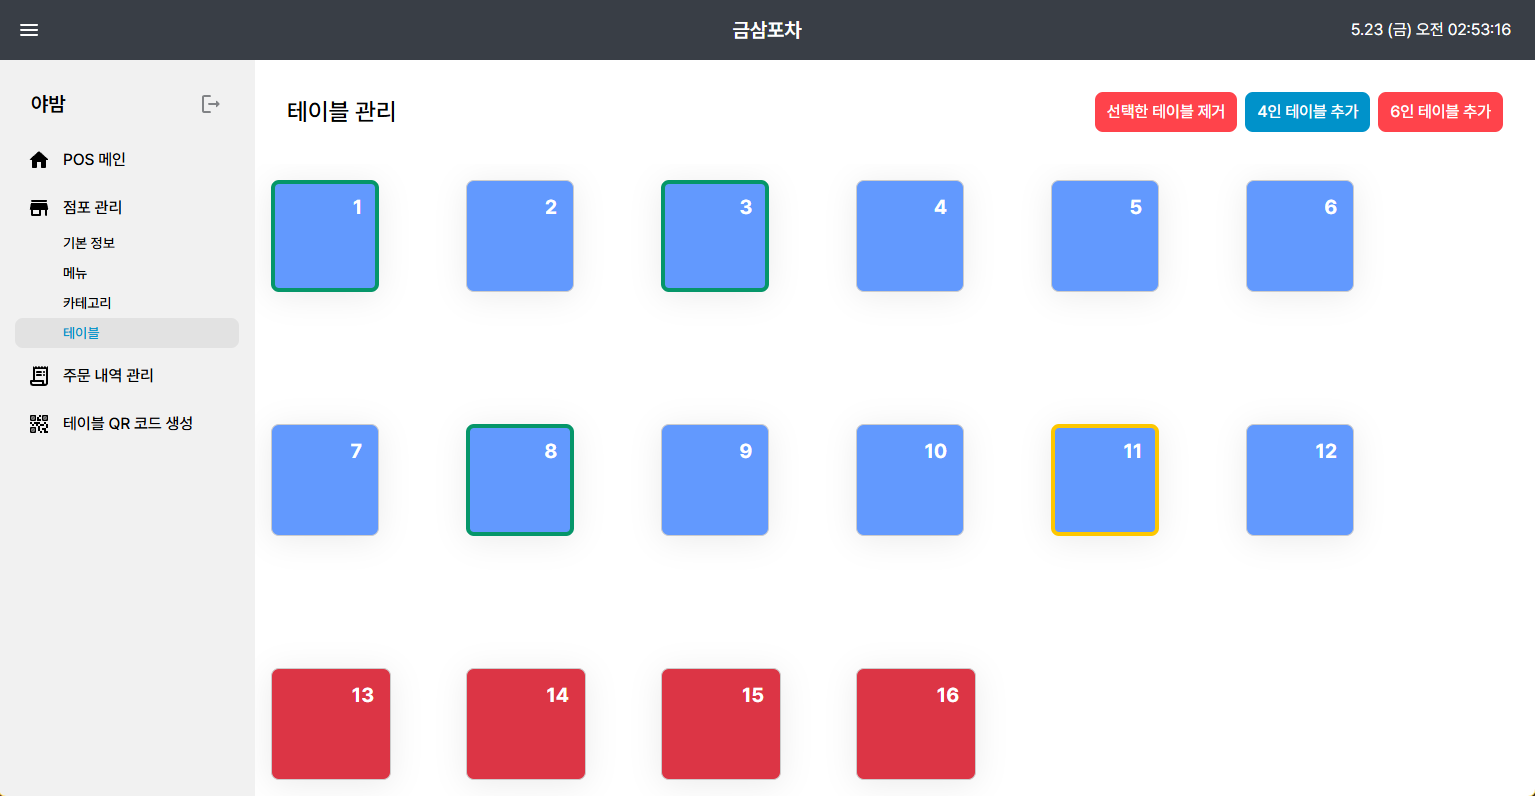 금삼포차
5.23 (금) 오전 02:53:16
야밤
POS 메인
점포 관리
기본 정보
메뉴
카테고리
테이블
주문 내역 관리
테이블 QR 코드 생성
테이블 관리
선택한 테이블 제거
4인 테이블 추가
6인 테이블 추가
1 2 3 4 5 6
7 8 9 10 11 12
13 14 15 16